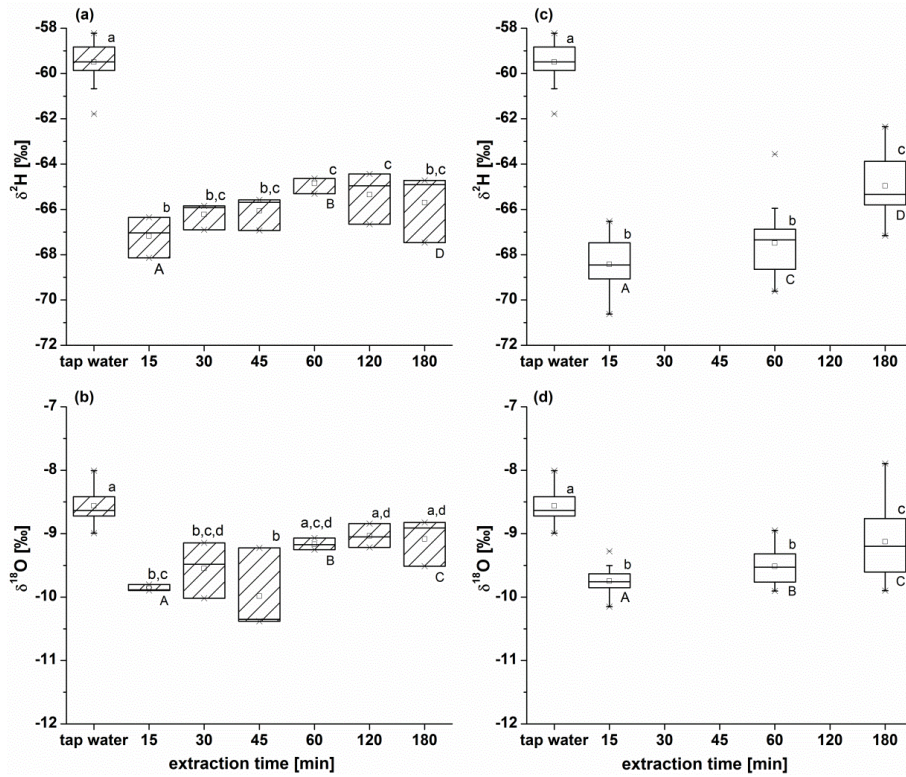 (a)
δ²H [‰]
-58
-60
-62
-64
-66
-68
-70
-72
a
b
A
b,c
b,c
c
B
c
b,c
D
tap water 15 30 45 60 120 180
(c)
δ²H [‰]
-58
-60
-62
-64
-66
-68
-70
-72
a
b
A
b
C
c
D
tap water 15 30 45 60 120 180
(b)
δ¹⁸O [‰]
-7
-8
-9
-10
-11
-12
a
b,c
A
b,c,d
b
a,c,d
B
a,d
a,d
C
tap water 15 30 45 60 120 180
extraction time [min]
(d)
δ¹⁸O [‰]
-7
-8
-9
-10
-11
-12
a
b
A
b
B
c
C
tap water 15 30 45 60 120 180
extraction time [min]